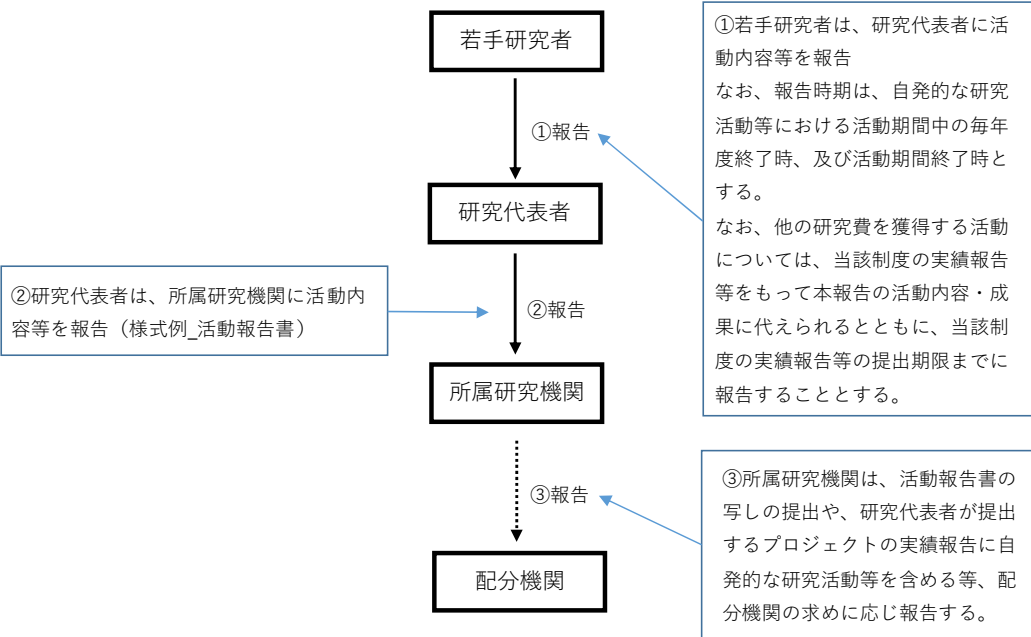 若手研究者
①若手研究者は、研究代表者に活
動内容等を報告
なお、報告時期は、自発的な研究
活動等における活動期間中の毎年
度終了時、及び活動期間終了時と
する。
なお、他の研究費を獲得する活動
については、当該制度の実績報告
等をもって本報告の活動内容・成
果に代えられるとともに、当該制
度の実績報告等の提出期限までに
報告することとする。
①報告
研究代表者
②研究代表者は、所属研究機関に活動内
容等を報告（様式例_活動報告書）
②報告
所属研究機関
③報告
③所属研究機関は、活動報告書の
写しの提出や、研究代表者が提出
するプロジェクトの実績報告に自
発的な研究活動等を含める等、配
分機関の求めに応じ報告する。
配分機関